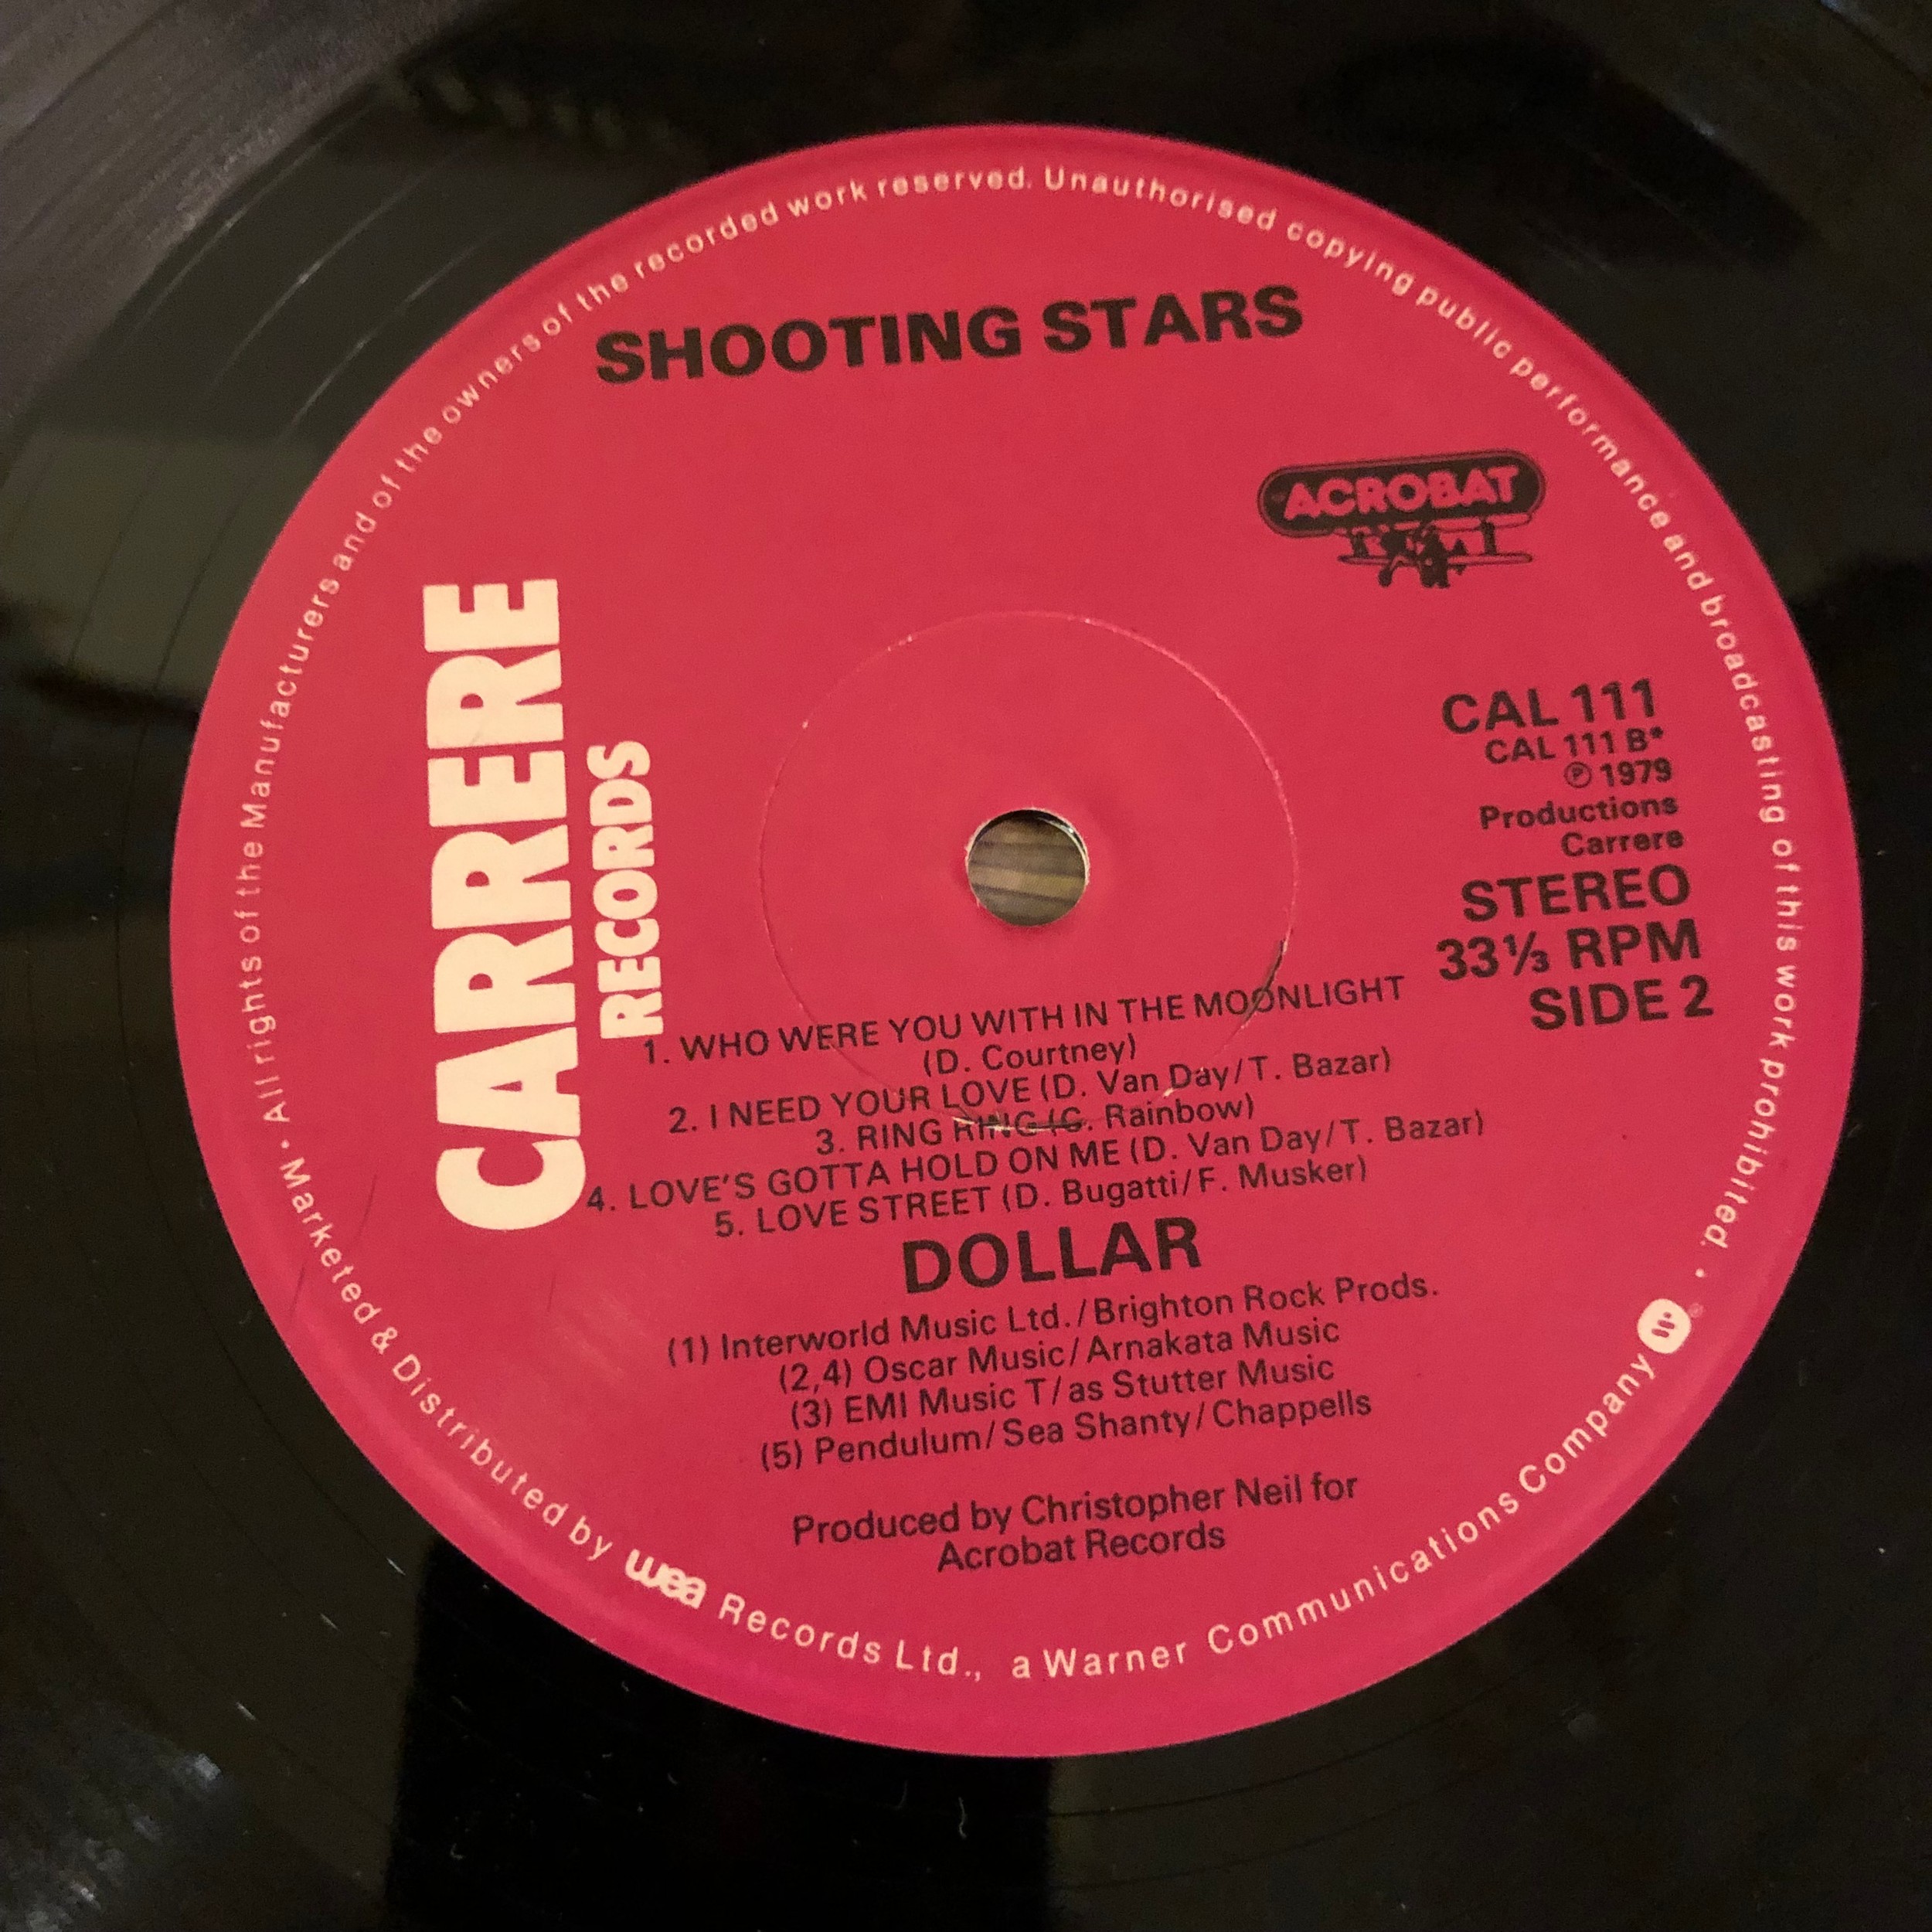 All rights of the Manufacturers and of the owners of the recorded work reserved. Unauthorised copying public performance and broadcasting of this work prohibited. •
SHOOTING STARS
ACROBAT
CARRERE
RECORDS
CAL 111
CAL 111 B*
℗ 1979
Productions
Carrere
STEREO
33⅓ RPM
SIDE 2
1. WHO WERE YOU WITH IN THE MOONLIGHT
(D. Courtney)
2. I NEED YOUR LOVE (D. Van Day/T. Bazar)
3. RING RING (C. Rainbow)
4. LOVE'S GOTTA HOLD ON ME (D. Van Day/T. Bazar)
5. LOVE STREET (D. Bugatti/F. Musker)
DOLLAR
(1) Interworld Music Ltd./Brighton Rock Prods.
(2,4) Oscar Music/Arnakata Music
(3) EMI Music T/as Stutter Music
(5) Pendulum/Sea Shanty/Chappells
Produced by Christopher Neil for
Acrobat Records
• Marketed & Distributed by wea Records Ltd., a Warner Communications Company